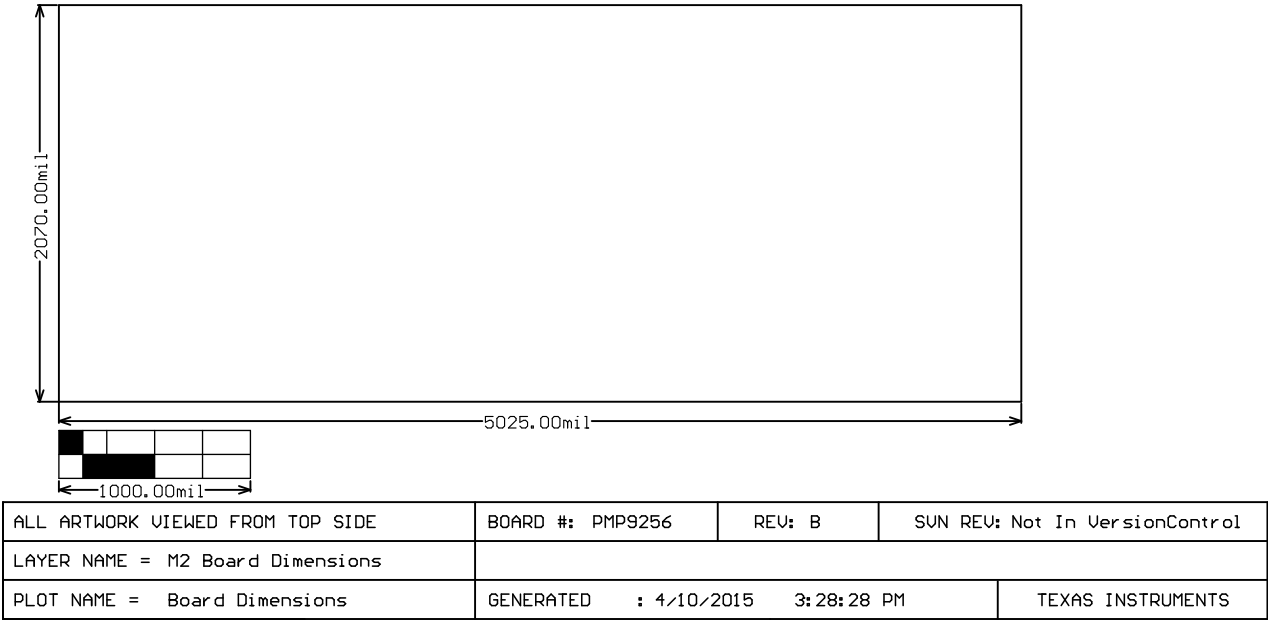 2070.00mil
5025.00mil
1000.00mil
ALL ARTWORK VIEWED FROM TOP SIDE
BOARD #: PMP9256
REV: B
SVN REV: Not In VersionControl
LAYER NAME = M2 Board Dimensions
PLOT NAME = Board Dimensions
GENERATED : 4/10/2015 3:28:28 PM
TEXAS INSTRUMENTS